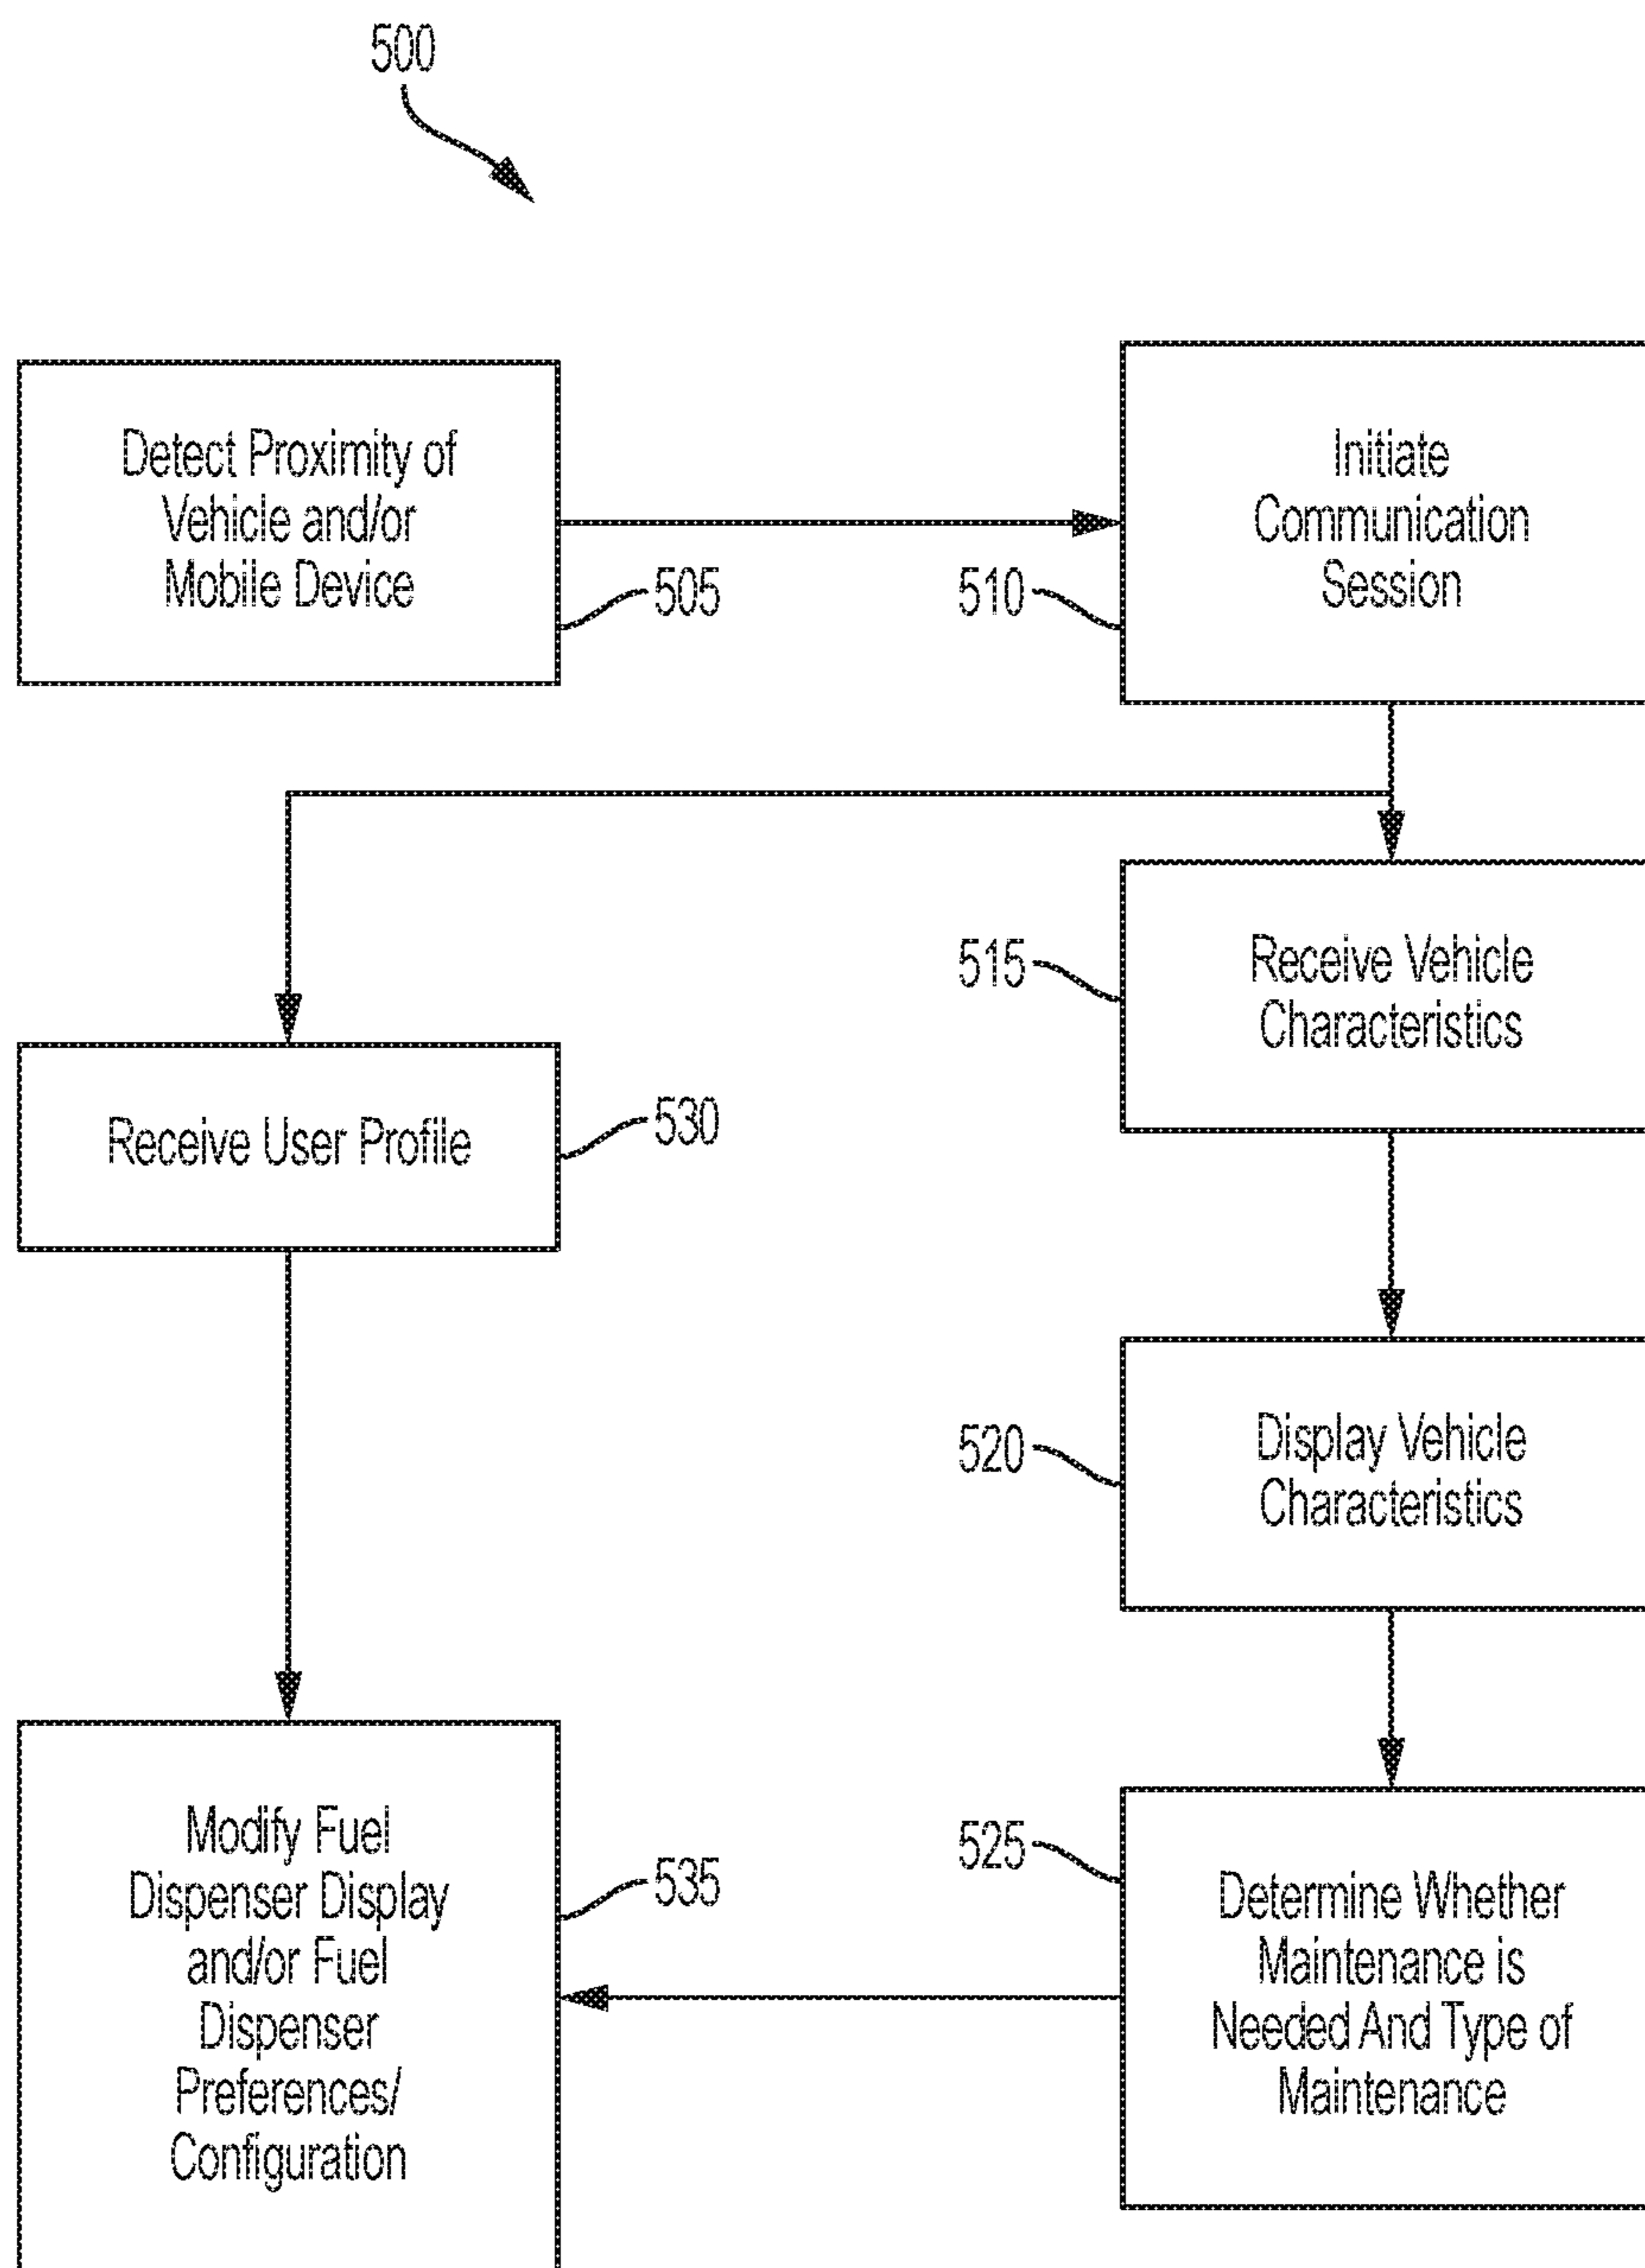 500
Detect Proximity of
Vehicle and/or
Mobile Device
505
510
Initiate
Communication
Session
515
Receive Vehicle
Characteristics
Receive User Profile
530
520
Display Vehicle
Characteristics
Modify Fuel
Dispenser Display
and/or Fuel
Dispenser
Preferences/
Configuration
535
525
Determine Whether
Maintenance is
Needed And Type of
Maintenance